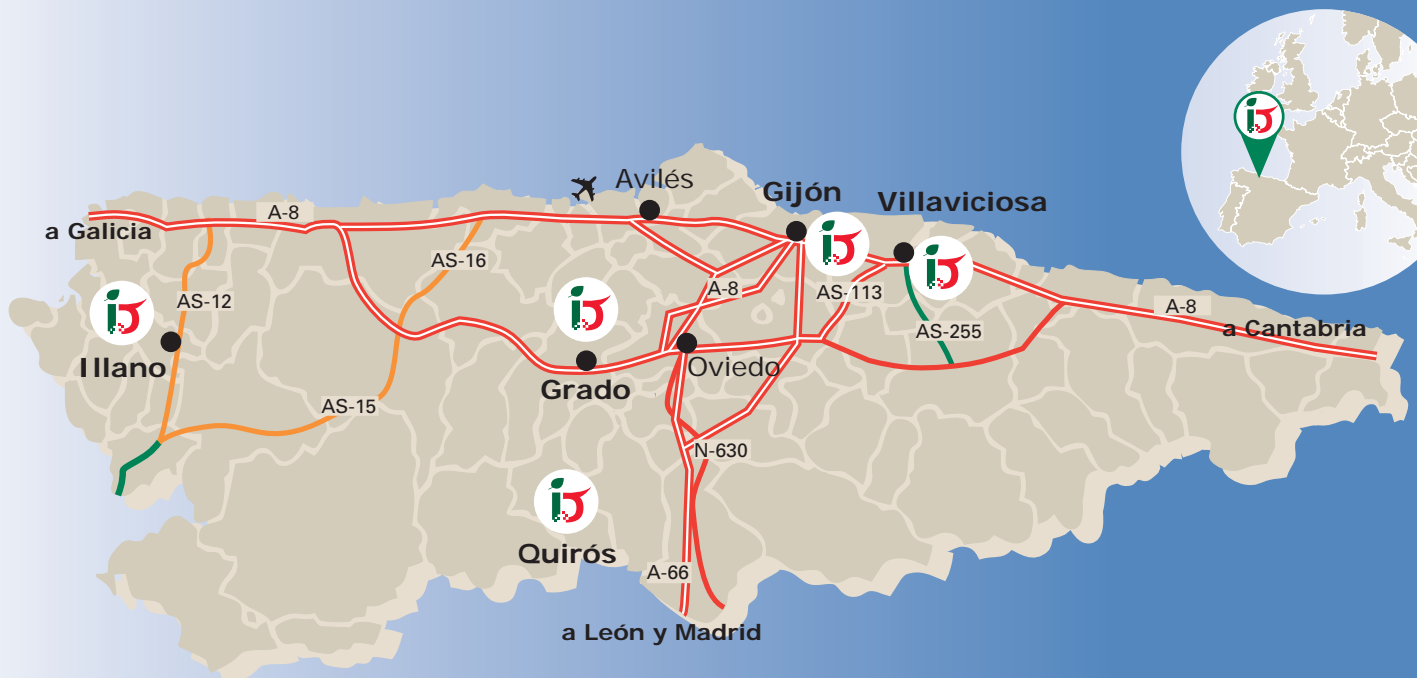 Avilés
Gijón
Villaviciosa
A-8
a Galicia
AS-16
AS-12
A-8
AS-113
A-8
AS-255
a Cantabria
Illano
Oviedo
Grado
AS-15
N-630
Quirós
A-66
a León y Madrid